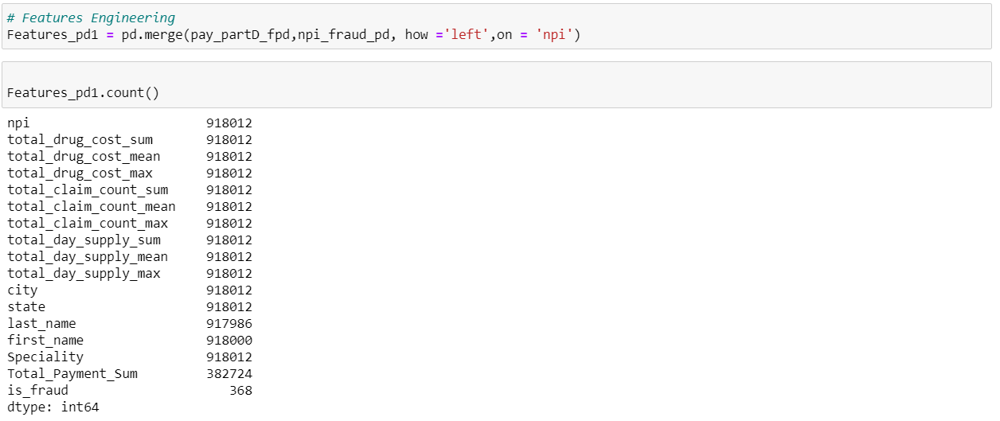 # Features Engineering
Features_pd1 = pd.merge(pay_partD_fpd,npi_fraud_pd, how ='left',on = 'npi')
Features_pd1.count()
npi 918012
total_drug_cost_sum 918012
total_drug_cost_mean 918012
total_drug_cost_max 918012
total_claim_count_sum 918012
total_claim_count_mean 918012
total_claim_count_max 918012
total_day_supply_sum 918012
total_day_supply_mean 918012
total_day_supply_max 918012
city 918012
state 918012
last_name 917986
first_name 918000
Speciality 918012
Total_Payment_Sum 382724
is_fraud 368
dtype: int64